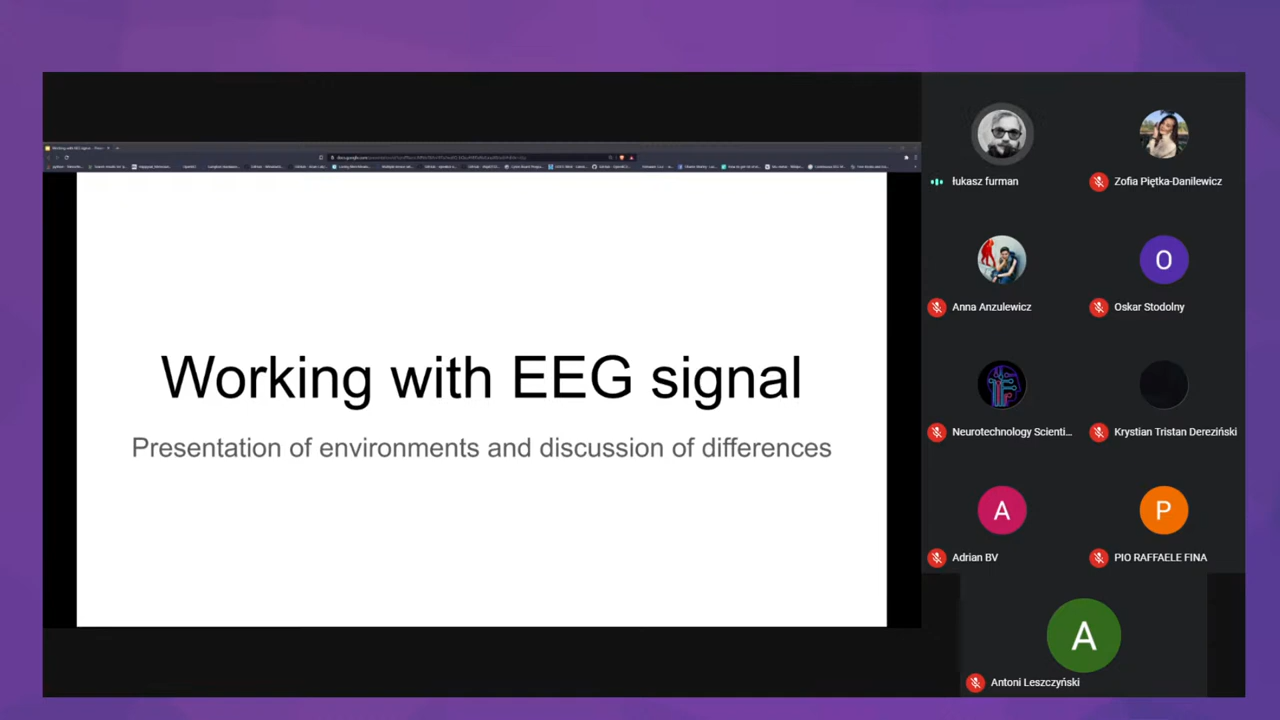 Working with EEG signal
Presentation of environments and discussion of differences
łukasz furman
Zofia Piętka-Danilewicz
Anna Anzulewicz
O
Oskar Stodolny
Neurotechnology Scienti...
Krystian Tristan Dereziński
A
Adrian BV
P
PIO RAFFAELE FINA
A
Antoni Leszczyński